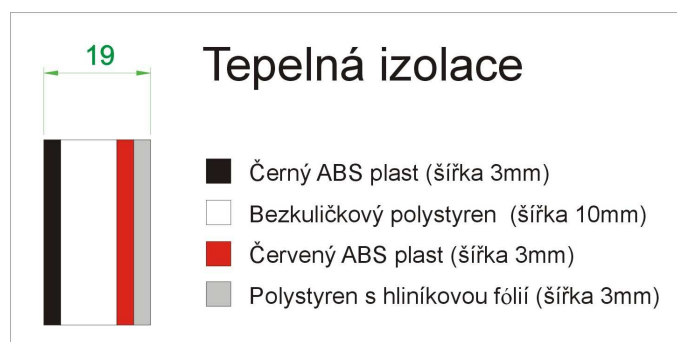 19
Tepelná izolace
Černý ABS plast (šířka 3mm)
Bezkuličkový polystyren (šířka 10mm)
Červený ABS plast (šířka 3mm)
Polystyren s hliníkovou fólií (šířka 3mm)